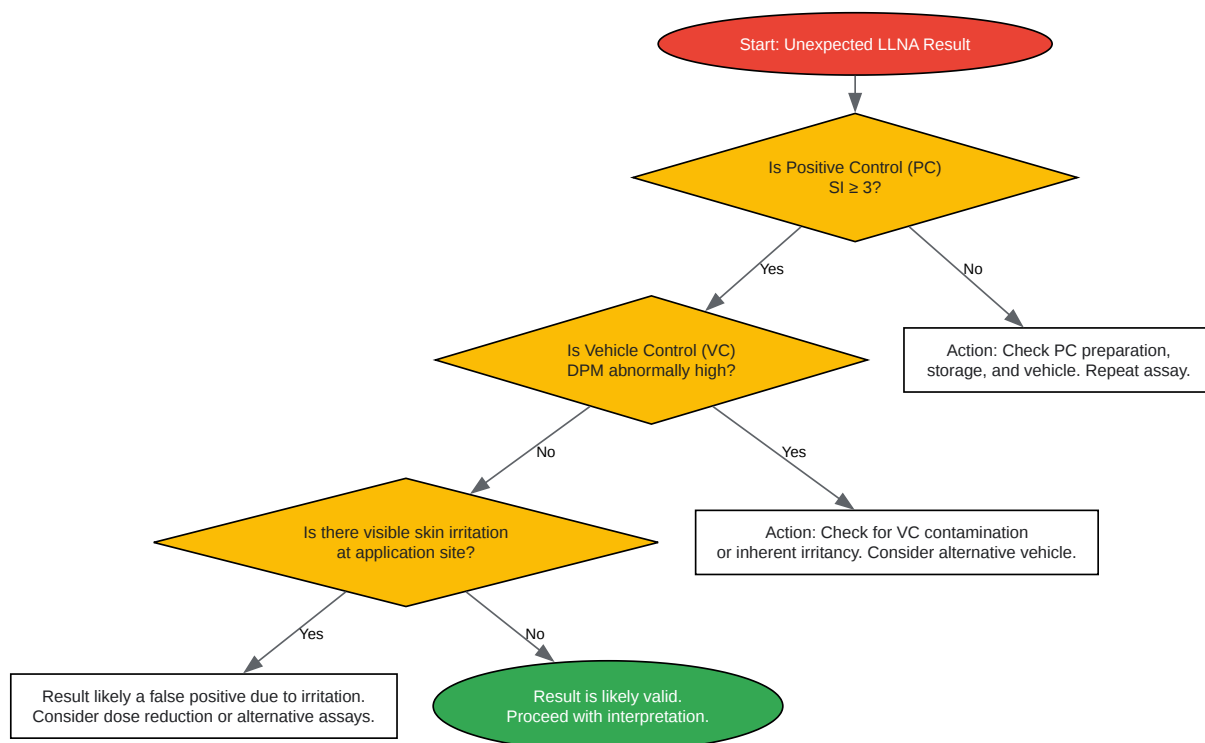 Start: Unexpected LLNA Result
Is Positive Control (PC)
SI ≥ 3?
Yes
No
Is Vehicle Control (VC)
DPM abnormally high?
Action: Check PC preparation,
storage, and vehicle. Repeat assay.
No
Yes
Is there visible skin irritation
at application site?
Action: Check for VC contamination
or inherent irritancy. Consider alternative vehicle.
Yes
No
Result likely a false positive due to irritation.
Consider dose reduction or alternative assays.
Result is likely valid.
Proceed with interpretation.